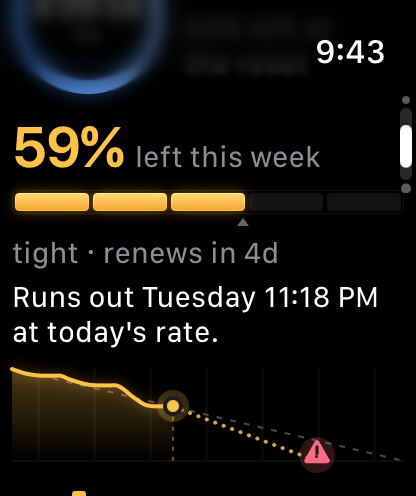 9:43
59% left this week
tight · renews in 4d
Runs out Tuesday 11:18 PM
at today's rate.